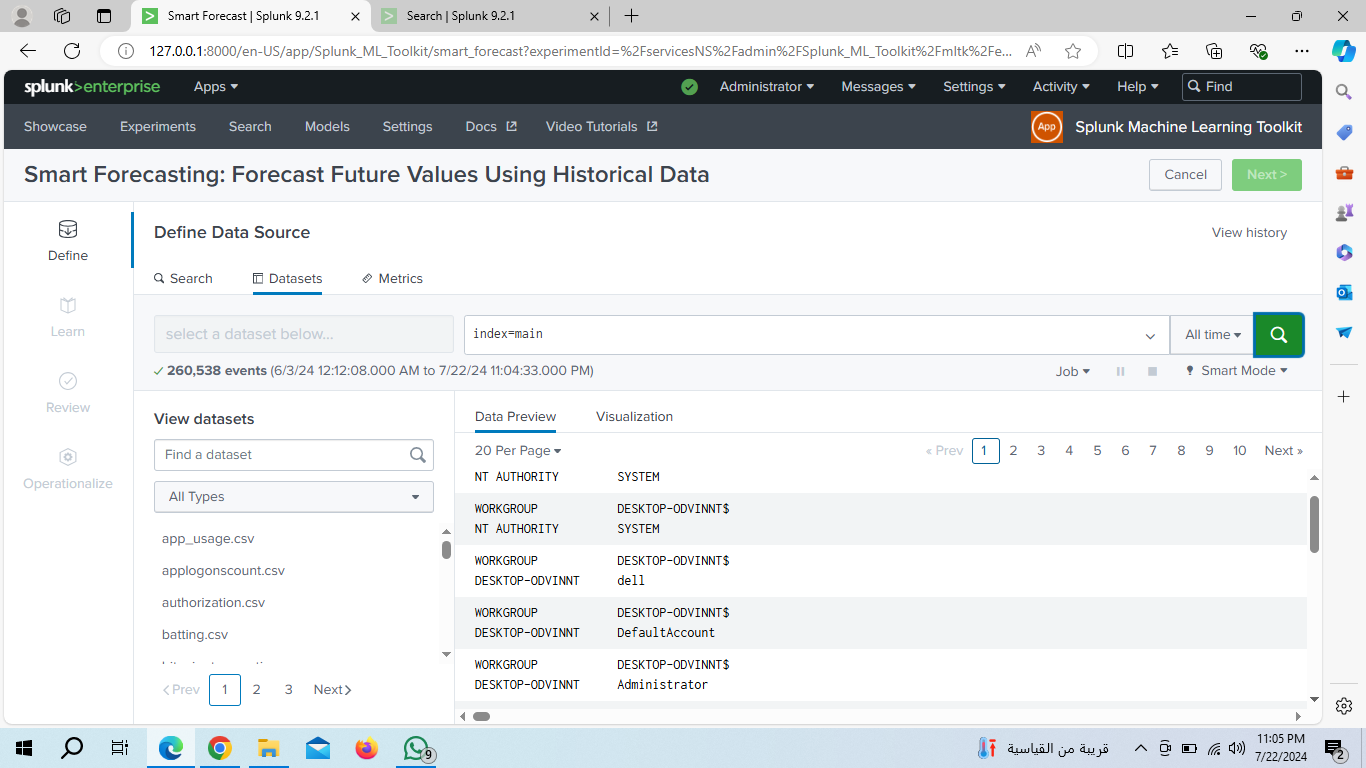 Smart Forecast | Splunk 9.2.1
Search | Splunk 9.2.1
127.0.0.1:8000/en-US/app/Splunk_ML_Toolkit/smart_forecast?experimentId=%2FservicesNS%2Fadmin%2FSplunk_ML_Toolkit%2Fmltk%2Fe...
splunk>enterprise
Apps
Administrator
Messages
Settings
Activity
Help
Find
Showcase
Experiments
Search
Models
Settings
Docs
Video Tutorials
App
Splunk Machine Learning Toolkit
Smart Forecasting: Forecast Future Values Using Historical Data
Cancel
Next >
Define
Learn
Review
Operationalize
Define Data Source
View history
Search
Datasets
Metrics
select a dataset below...
index=main
All time
260,538 events (6/3/24 12:12:08.000 AM to 7/22/24 11:04:33.000 PM)
Job
Smart Mode
View datasets
Find a dataset
All Types
app_usage.csv
applogonscount.csv
authorization.csv
batting.csv
< Prev 1 2 3 Next >
Data Preview
Visualization
20 Per Page
« Prev 1 2 3 4 5 6 7 8 9 10 Next »
NT AUTHORITY SYSTEM
WORKGROUP DESKTOP-ODVINNT$
NT AUTHORITY SYSTEM
WORKGROUP DESKTOP-ODVINNT$
DESKTOP-ODVINNT dell
WORKGROUP DESKTOP-ODVINNT$
DESKTOP-ODVINNT DefaultAccount
WORKGROUP DESKTOP-ODVINNT$
DESKTOP-ODVINNT Administrator
9
قريبة من القياسية
11:05 PM
7/22/2024
2